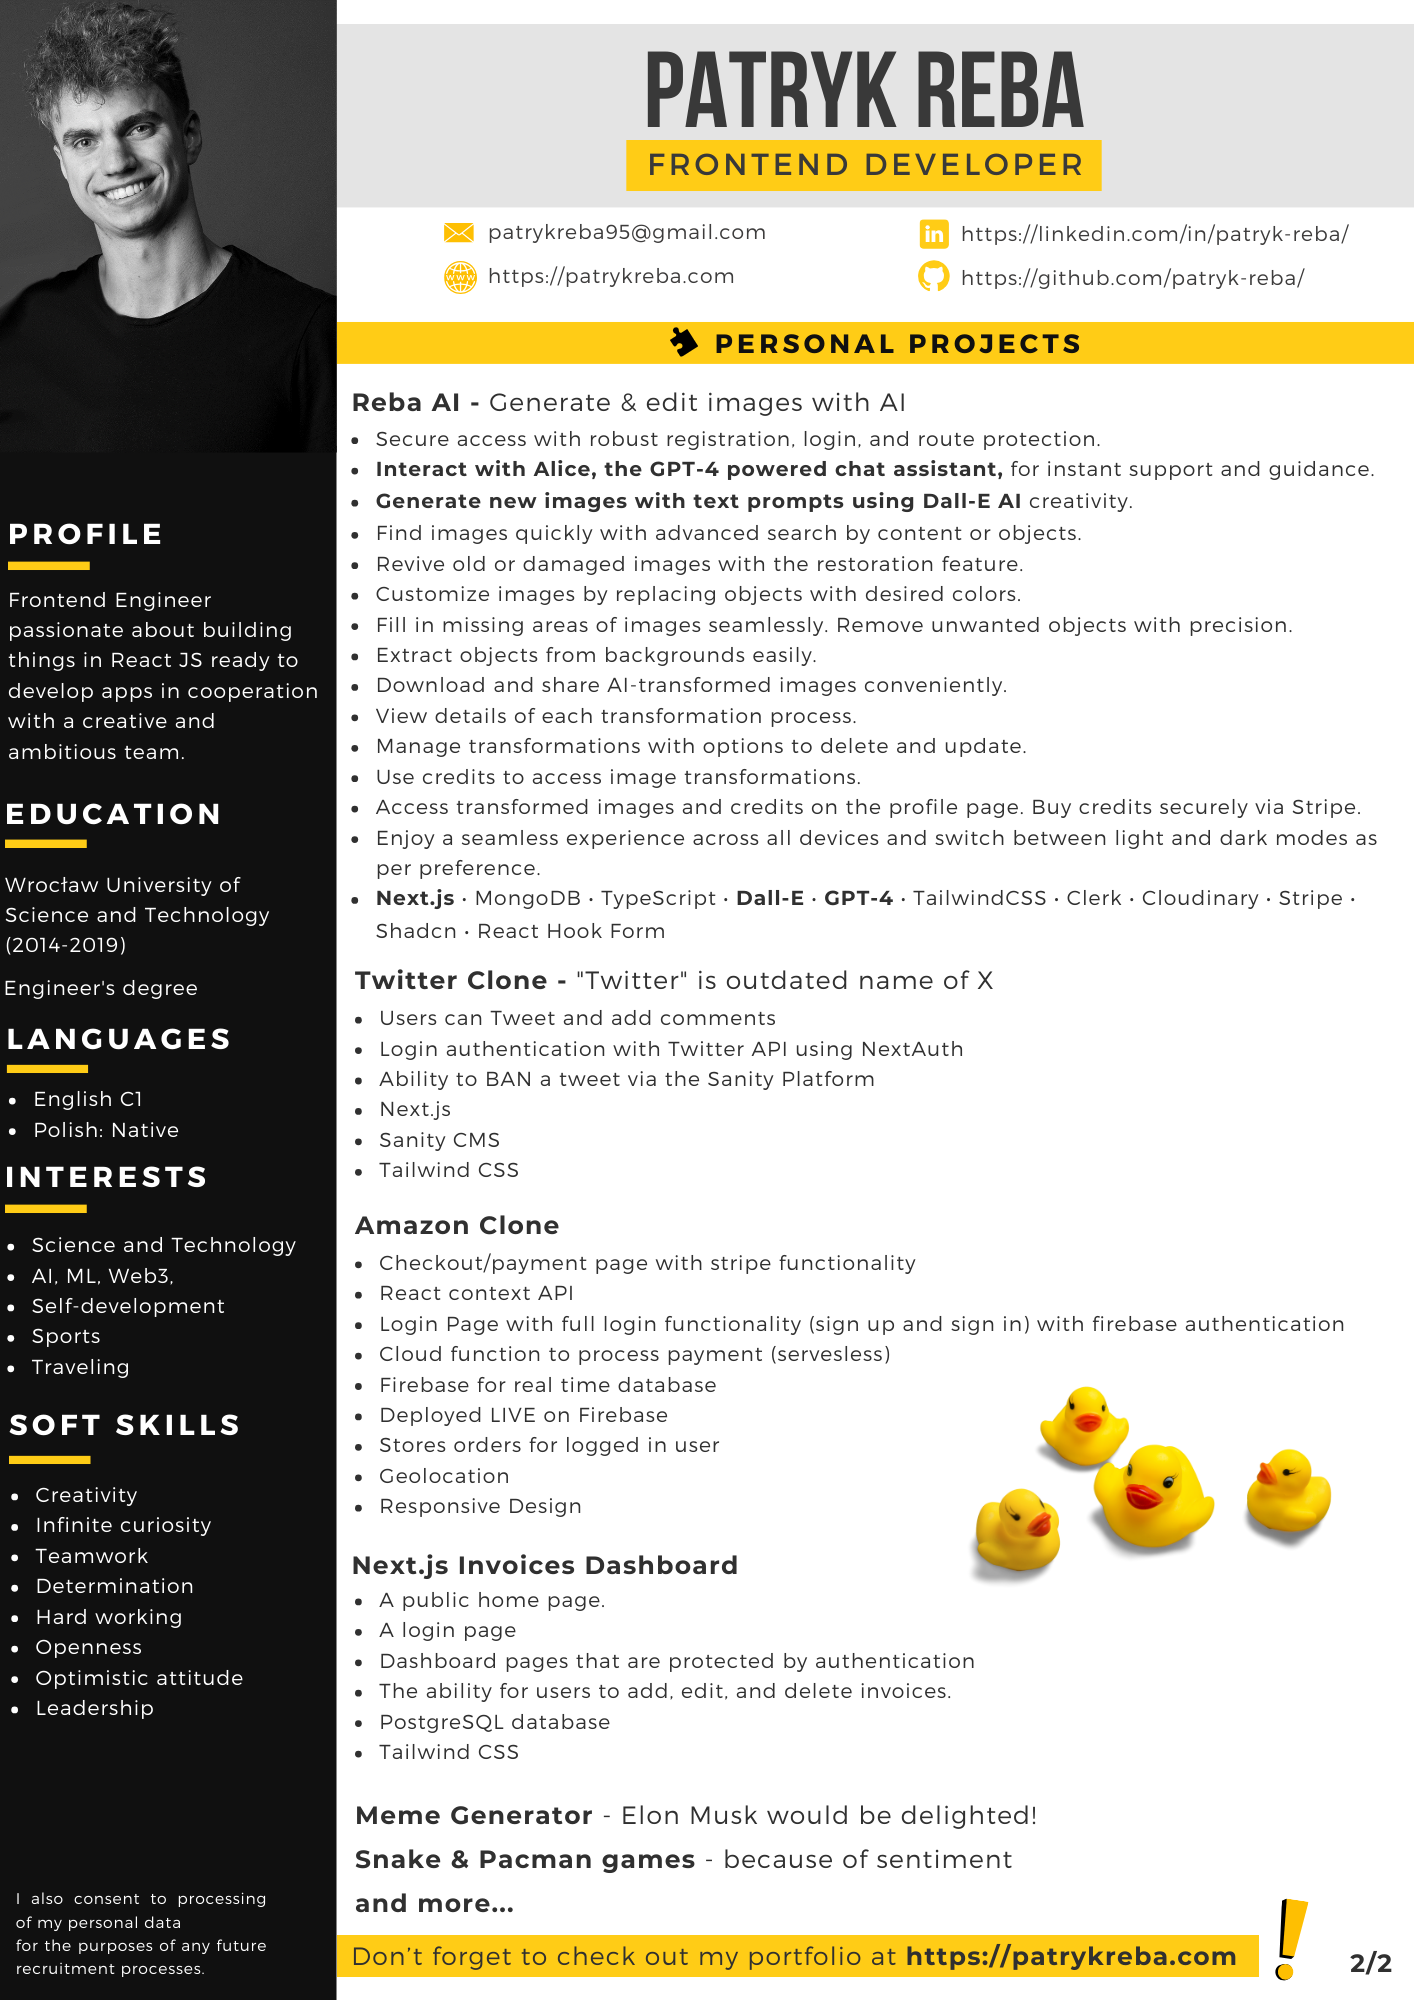 PATRYK REBA
FRONTEND DEVELOPER
patrykreba95@gmail.com
https://linkedin.com/in/patryk-reba/
https://patrykreba.com
https://github.com/patryk-reba/
PROFILE
Frontend Engineer
passionate about building
things in React JS ready to
develop apps in cooperation
with a creative and
ambitious team.
EDUCATION
Wrocław University of
Science and Technology
(2014-2019)
Engineer's degree
LANGUAGES
• English C1
• Polish: Native
INTERESTS
• Science and Technology
• AI, ML, Web3,
• Self-development
• Sports
• Traveling
SOFT SKILLS
• Creativity
• Infinite curiosity
• Teamwork
• Determination
• Hard working
• Openness
• Optimistic attitude
• Leadership
I also consent to processing
of my personal data
for the purposes of any future
recruitment processes.
PERSONAL PROJECTS
Reba AI - Generate & edit images with AI
• Secure access with robust registration, login, and route protection.
• Interact with Alice, the GPT-4 powered chat assistant, for instant support and guidance.
• Generate new images with text prompts using Dall-E AI creativity.
• Find images quickly with advanced search by content or objects.
• Revive old or damaged images with the restoration feature.
• Customize images by replacing objects with desired colors.
• Fill in missing areas of images seamlessly. Remove unwanted objects with precision.
• Extract objects from backgrounds easily.
• Download and share AI-transformed images conveniently.
• View details of each transformation process.
• Manage transformations with options to delete and update.
• Use credits to access image transformations.
• Access transformed images and credits on the profile page. Buy credits securely via Stripe.
• Enjoy a seamless experience across all devices and switch between light and dark modes as
per preference.
• Next.js · MongoDB · TypeScript · Dall-E · GPT-4 · TailwindCSS · Clerk · Cloudinary · Stripe ·
Shadcn · React Hook Form
Twitter Clone - "Twitter" is outdated name of X
• Users can Tweet and add comments
• Login authentication with Twitter API using NextAuth
• Ability to BAN a tweet via the Sanity Platform
• Next.js
• Sanity CMS
• Tailwind CSS
Amazon Clone
• Checkout/payment page with stripe functionality
• React context API
• Login Page with full login functionality (sign up and sign in) with firebase authentication
• Cloud function to process payment (servesless)
• Firebase for real time database
• Deployed LIVE on Firebase
• Stores orders for logged in user
• Geolocation
• Responsive Design
Next.js Invoices Dashboard
• A public home page.
• A login page
• Dashboard pages that are protected by authentication
• The ability for users to add, edit, and delete invoices.
• PostgreSQL database
• Tailwind CSS
Meme Generator - Elon Musk would be delighted!
Snake & Pacman games - because of sentiment
and more...
Don't forget to check out my portfolio at https://patrykreba.com
2/2